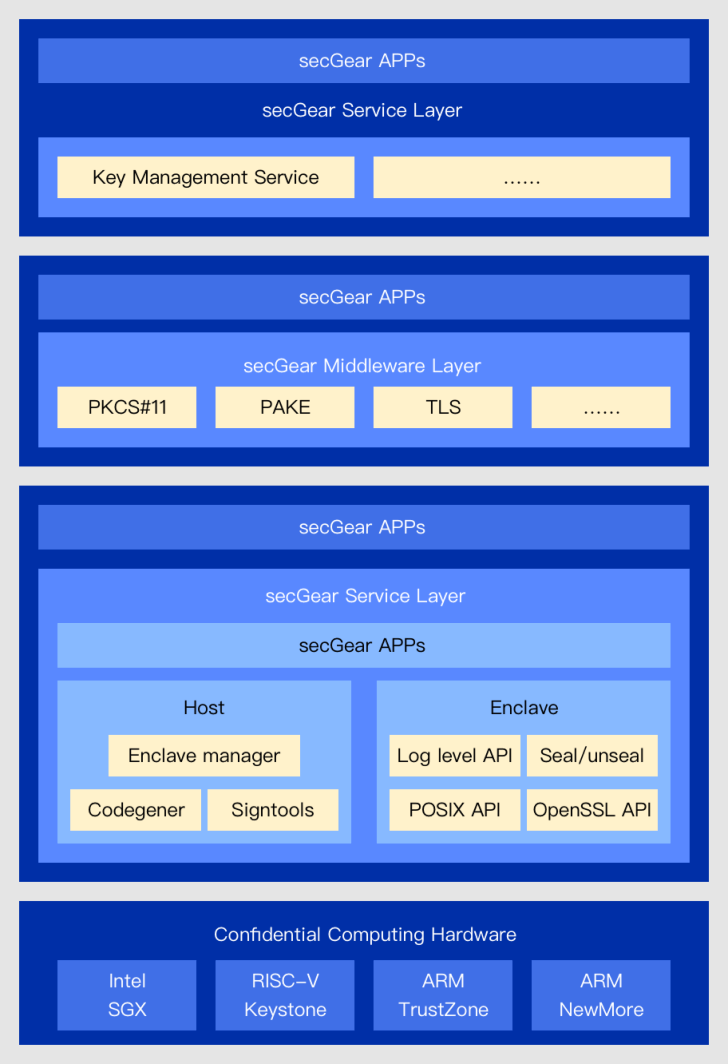 secGear APPs
secGear Service Layer
Key Management Service
......
secGear APPs
secGear Middleware Layer
PKCS#11
PAKE
TLS
......
secGear APPs
secGear Service Layer
secGear APPs
Host
Enclave manager
Codegener
Signtools
Enclave
Log level API
Seal/unseal
POSIX API
OpenSSL API
Confidential Computing Hardware
Intel
SGX
RISC-V
Keystone
ARM
TrustZone
ARM
NewMore